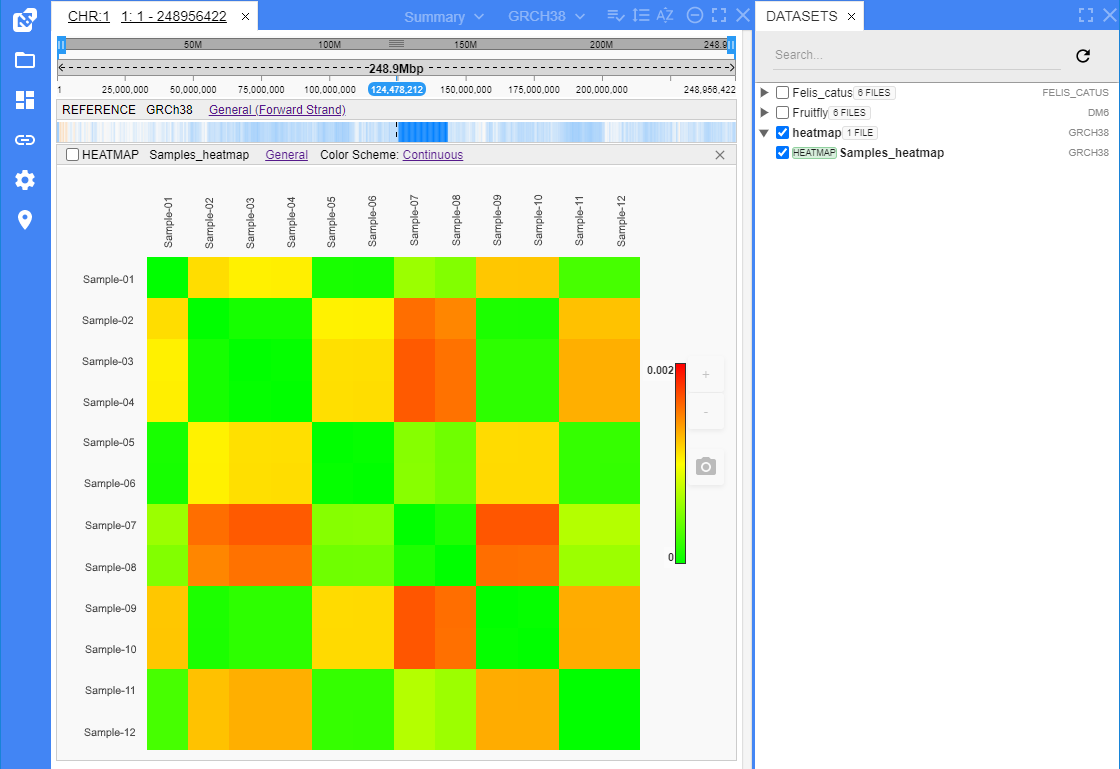 CHR:1 1: 1 - 248956422 × Summary GRCH38
DATASETS ×
50M 100M 150M 200M 248.9
248.9Mbp
1 25,000,000 50,000,000 75,000,000 100,000,000 124,478,212 150,000,000 175,000,000 200,000,000 248,956,422
REFERENCE GRCh38 General (Forward Strand)
HEATMAP Samples_heatmap General Color Scheme: Continuous
Sample-01 Sample-02 Sample-03 Sample-04 Sample-05 Sample-06 Sample-07 Sample-08 Sample-09 Sample-10 Sample-11 Sample-12
Sample-01
Sample-02
Sample-03
Sample-04
Sample-05
Sample-06
Sample-07
Sample-08
Sample-09
Sample-10
Sample-11
Sample-12
0.002
0
+
-
Search...
Felis_catus 6 FILES FELIS_CATUS
Fruitfly 6 FILES DM6
heatmap 1 FILE GRCH38
HEATMAP Samples_heatmap GRCH38